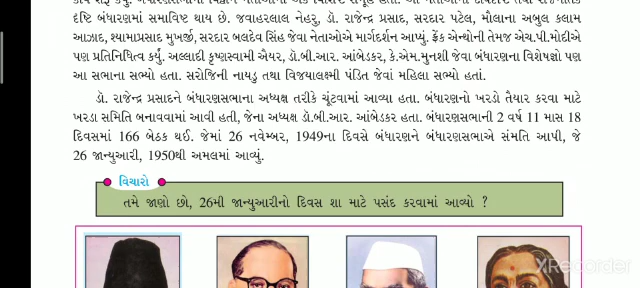 દૃષ્ટિ બંધારણમાં સમાવિષ્ટ થાય છે. જવાહરલાલ નેહરુ, ડૉ. રાજેન્દ્ર પ્રસાદ, સરદાર પટેલ, મૌલાના અબુલ કલામ
આઝાદ, શ્યામાપ્રસાદ મુખર્જી, સરદાર બલદેવ સિંહ જેવા નેતાઓએ માર્ગદર્શન આપ્યું. ફ્રેંક એન્થોની તેમજ એચ.પી.મોદીએ
પણ પ્રતિનિધિત્વ કર્યું. અલ્લાદી કૃષ્ણસ્વામી ઐયર, ડૉ.બી.આર. આંબેડકર, કે.એમ.મુનશી જેવા બંધારણના વિશેષજ્ઞો પણ
આ સભાના સભ્યો હતા. સરોજિની નાયડુ તથા વિજયાલક્ષ્મી પંડિત જેવાં મહિલા સભ્યો હતાં.
ડૉ. રાજેન્દ્ર પ્રસાદને બંધારણસભાના અધ્યક્ષ તરીકે ચૂંટવામાં આવ્યા હતા. બંધારણનો ખરડો તૈયાર કરવા માટે
ખરડા સમિતિ બનાવવામાં આવી હતી, જેના અધ્યક્ષ ડૉ.બી.આર. આંબેડકર હતા. બંધારણસભાની 2 વર્ષ 11 માસ 18
દિવસમાં 166 બેઠક થઈ. જેમાં 26 નવેમ્બર, 1949ના દિવસે બંધારણને બંધારણસભાએ સંમતિ આપી, જે
26 જાન્યુઆરી, 1950થી અમલમાં આવ્યું.
વિચારો
તમે જાણો છો, 26મી જાન્યુઆરીનો દિવસ શા માટે પસંદ કરવામાં આવ્યો ?
XRecorder